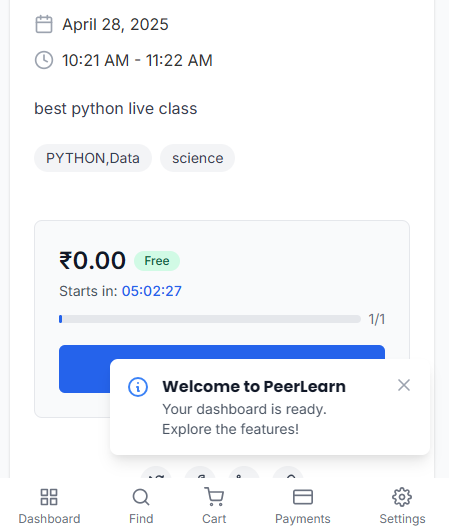 April 28, 2025
10:21 AM - 11:22 AM
best python live class
PYTHON,Data science
₹0.00 Free
Starts in: 05:02:27
1/1
Welcome to PeerLearn
Your dashboard is ready.
Explore the features!
Dashboard Find Cart Payments Settings